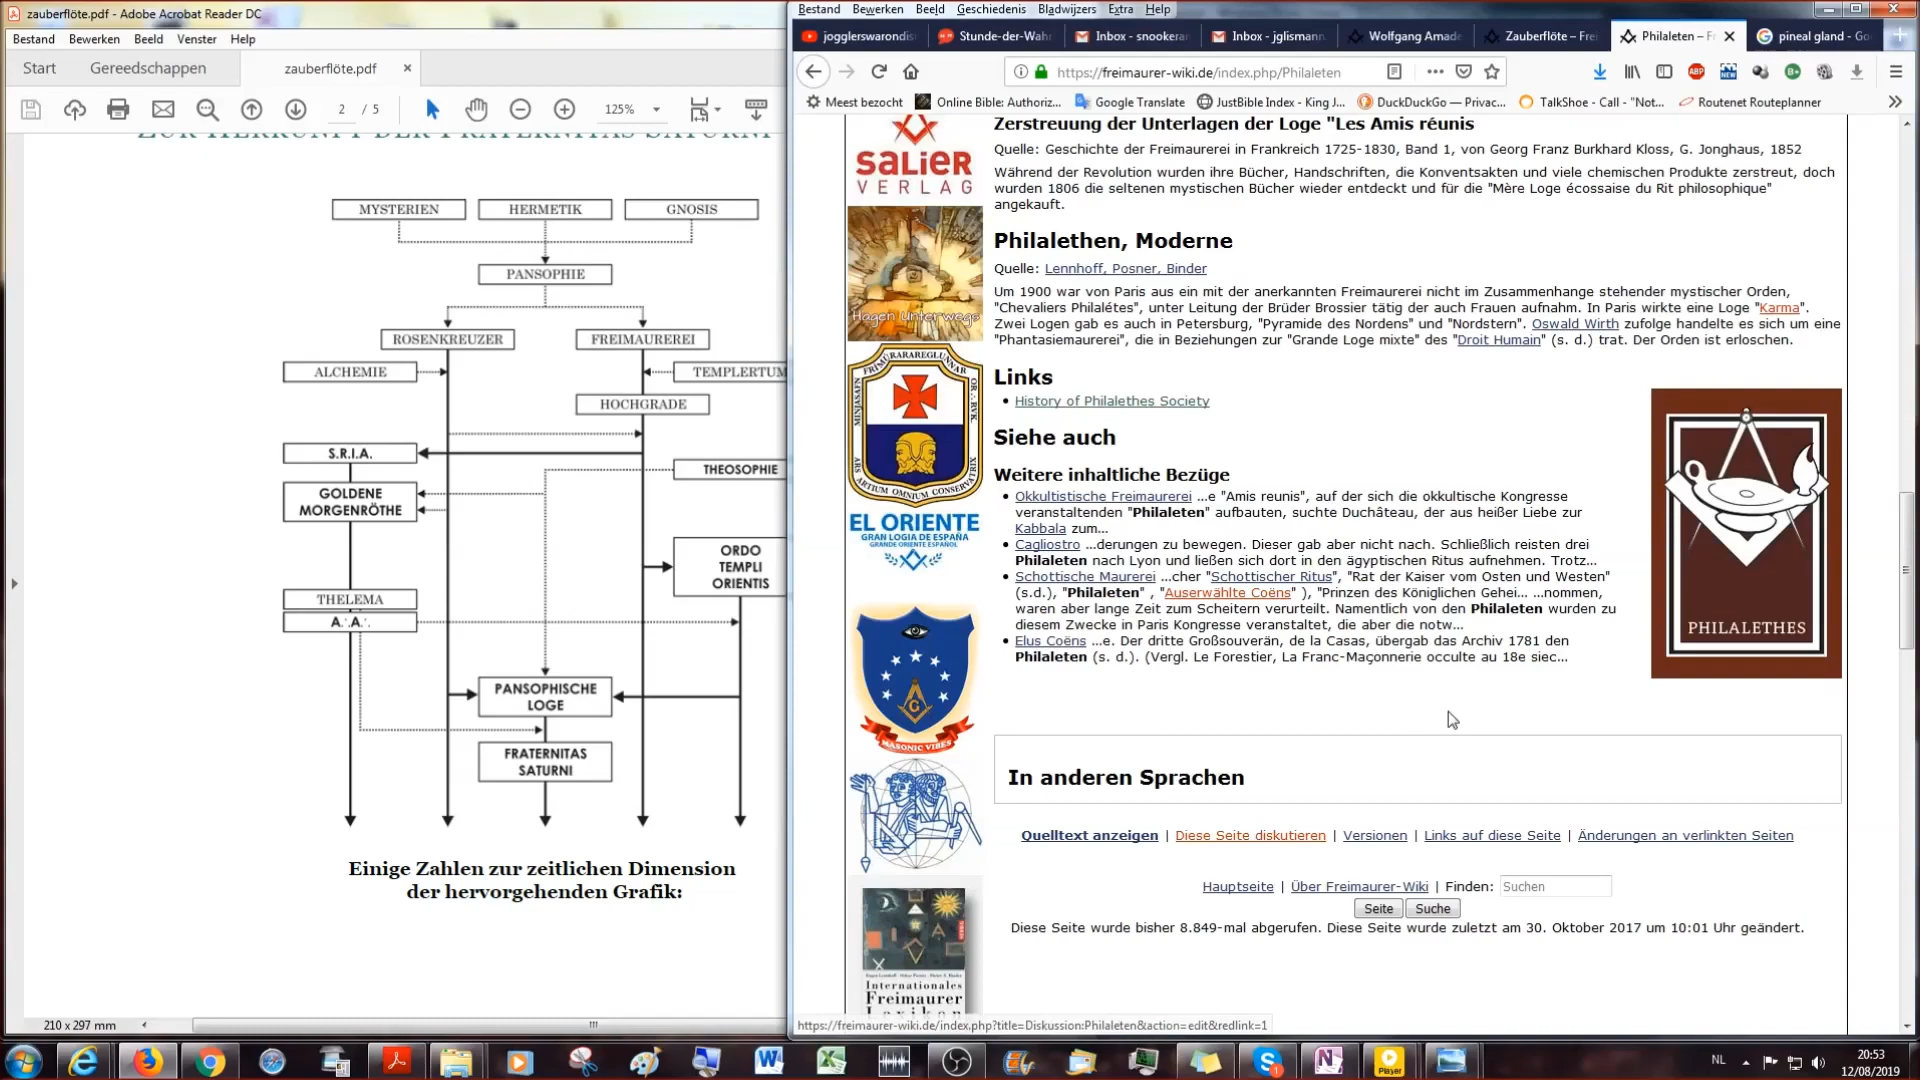 zauberflöte.pdf - Adobe Acrobat Reader DC
Bestand Bewerken Beeld Venster Help
Start Gereedschappen zauberflöte.pdf ×
2 / 5 125%
MYSTERIEN HERMETIK GNOSIS
PANSOPHIE
ROSENKREUZER FREIMAUREREI
ALCHEMIE TEMPLERTUM
HOCHGRADE
S.R.I.A.
THEOSOPHIE
GOLDENE
MORGENRÖTHE
ORDO
TEMPLI
ORIENTIS
THELEMA
A.·.A.·.
PANSOPHISCHE
LOGE
FRATERNITAS
SATURNI
Einige Zahlen zur zeitlichen Dimension
der hervorgehenden Grafik:
210 x 297 mm
Bestand Bewerken Beeld Geschiedenis Bladwijzers Extra Help
jogglerswarondis Stunde-der-Wah Inbox - snookera Inbox - jglisman Wolfgang Amade Zauberflöte – Fre Philaleten – F pineal gland - Go
https://freimaurer-wiki.de/index.php/Philaleten
Meest bezocht Online Bible: Authoriz... Google Translate JustBible Index - King J... DuckDuckGo — Privac... TalkShoe - Call - "Not... Routenet Routeplanner
Zerstreuung der Unterlagen der Loge "Les Amis réunis
Quelle: Geschichte der Freimaurerei in Frankreich 1725-1830, Band 1, von Georg Franz Burkhard Kloss, G. Jonghaus, 1852
Während der Revolution wurden ihre Bücher, Handschriften, die Konventsakten und viele chemischen Produkte zerstreut, doch
wurden 1806 die seltenen mystischen Bücher wieder entdeckt und für die "Mère Loge écossaise du Rit philosophique"
angekauft.
Philalethen, Moderne
Quelle: Lennhoff, Posner, Binder
Um 1900 war von Paris aus ein mit der anerkannten Freimaurerei nicht im Zusammenhange stehender mystischer Orden,
"Chevaliers Philalétes", unter Leitung der Brüder Brossier tätig der auch Frauen aufnahm. In Paris wirkte eine Loge "Karma".
Zwei Logen gab es auch in Petersburg, "Pyramide des Nordens" und "Nordstern". Oswald Wirth zufolge handelte es sich um eine
"Phantasiemaurerei", die in Beziehungen zur "Grande Loge mixte" des "Droit Humain" (s. d.) trat. Der Orden ist erloschen.
Links
• History of Philalethes Society
Siehe auch
Weitere inhaltliche Bezüge
• Okkultistische Freimaurerei ...e "Amis reunis", auf der sich die okkultische Kongresse
veranstaltenden "Philaleten" aufbauten, suchte Duchâteau, der aus heißer Liebe zur
Kabbala zum...
• Cagliostro ...derungen zu bewegen. Dieser gab aber nicht nach. Schließlich reisten drei
Philaleten nach Lyon und ließen sich dort in den ägyptischen Ritus aufnehmen. Trotz...
• Schottische Maurerei ...cher "Schottischer Ritus", "Rat der Kaiser vom Osten und Westen"
(s.d.), "Philaleten" , "Auserwählte Coëns" ), "Prinzen des Königlichen Gehei... ...nommen,
waren aber lange Zeit zum Scheitern verurteilt. Namentlich von den Philaleten wurden zu
diesem Zwecke in Paris Kongresse veranstaltet, die aber die notw...
• Elus Coëns ...e. Der dritte Großsouverän, de la Casas, übergab das Archiv 1781 den
Philaleten (s. d.). (Vergl. Le Forestier, La Franc-Maçonnerie occulte au 18e siec...
PHILALETHES
In anderen Sprachen
Quelltext anzeigen | Diese Seite diskutieren | Versionen | Links auf diese Seite | Änderungen an verlinkten Seiten
Hauptseite | Über Freimaurer-Wiki | Finden: Suchen
Seite Suche
Diese Seite wurde bisher 8.849-mal abgerufen. Diese Seite wurde zuletzt am 30. Oktober 2017 um 10:01 Uhr geändert.
salier
VERLAG
Hagen Unterwegs
EL ORIENTE
GRAN LOGIA DE ESPAÑA
GRANDE ORIENTE ESPAÑOL
G
MASONIC VIBES
Internationales
Freimaurer
https://freimaurer-wiki.de/index.php?title=Diskussion:Philaleten&action=edit&redlink=1
NL 20:53
12/08/2019